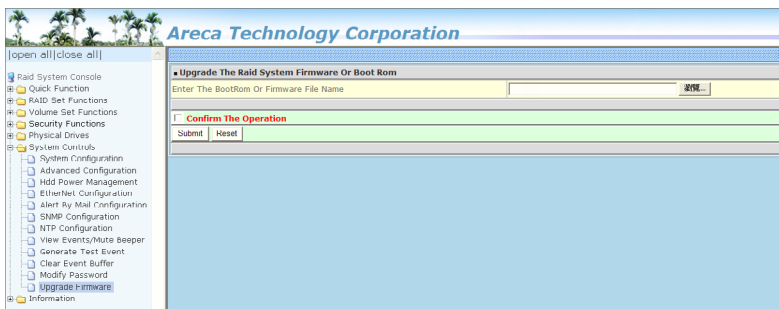 Areca Technology Corporation
|open all|close all|
Raid System Console
Quick Function
RAID Set Functions
Volume Set Functions
Security Functions
Physical Drives
System Controls
System Configuration
Advanced Configuration
Hdd Power Management
EtherNet Configuration
Alert By Mail Configuration
SNMP Configuration
NTP Configuration
View Events/Mute Beeper
Generate Test Event
Clear Event Buffer
Modify Password
Upgrade Firmware
Information
Upgrade The Raid System Firmware Or Boot Rom
Enter The BootRom Or Firmware File Name
瀏覽...
Confirm The Operation
Submit Reset